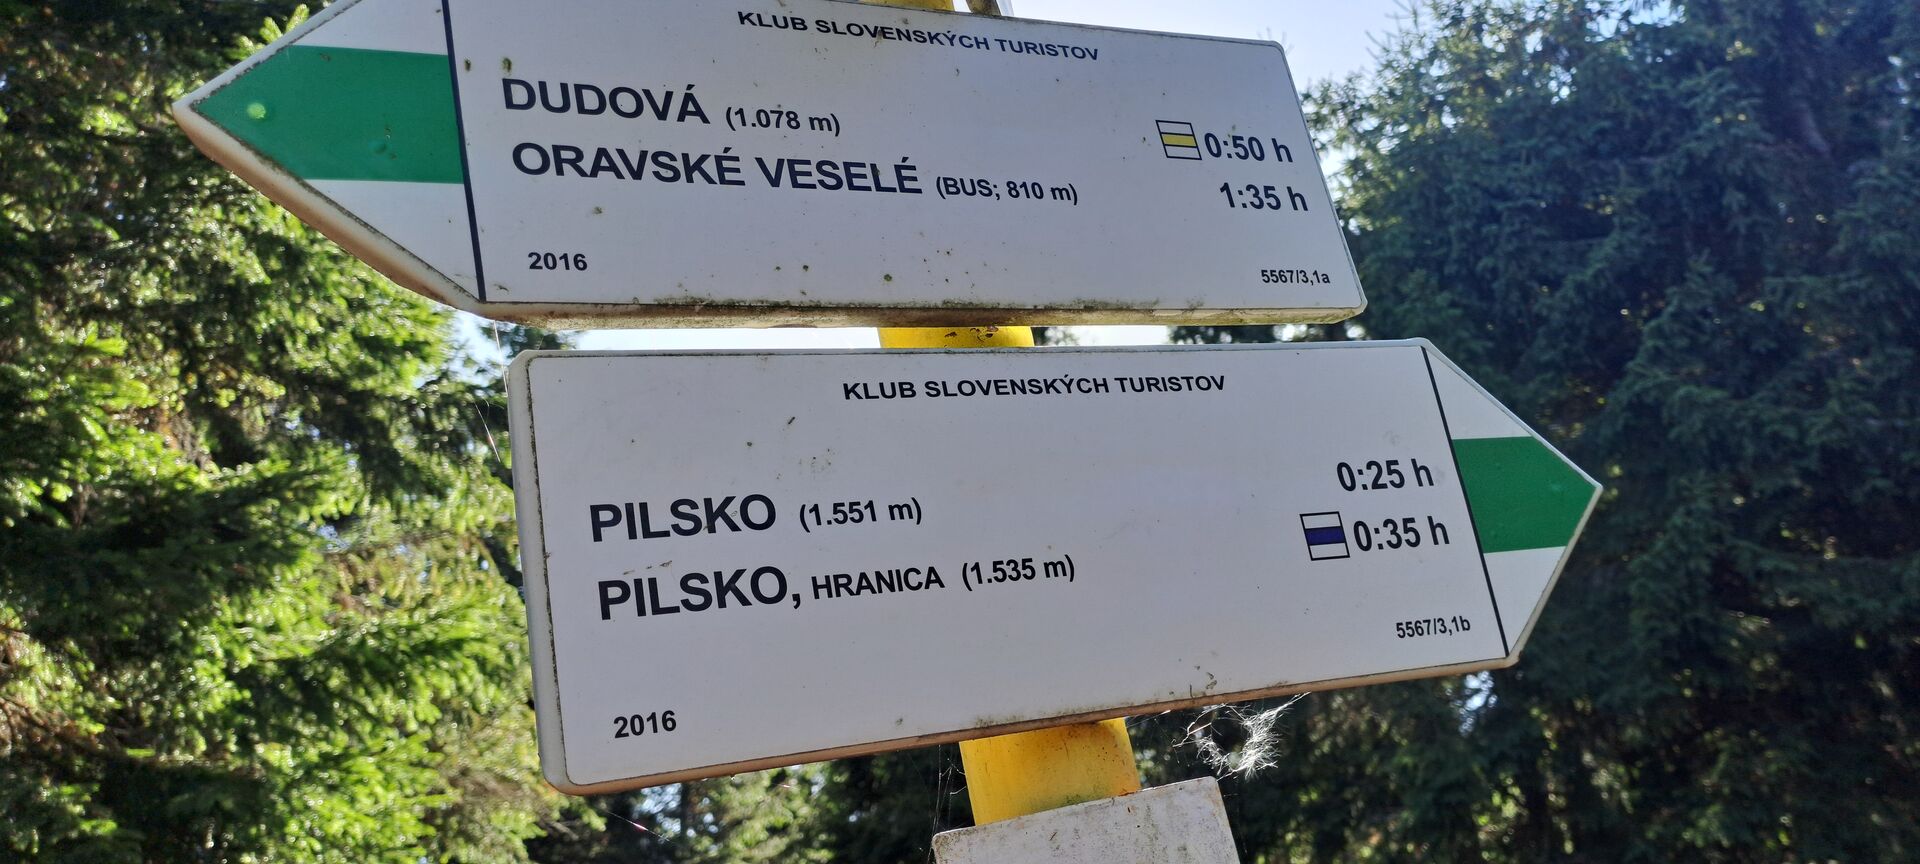 KLUB SLOVENSKÝCH TURISTOV
DUDOVÁ (1.078 m) 0:50 h
ORAVSKÉ VESELÉ (BUS; 810 m) 1:35 h
2016 5567/3,1a
KLUB SLOVENSKÝCH TURISTOV
PILSKO (1.551 m) 0:25 h
PILSKO, HRANICA (1.535 m) 0:35 h
5567/3,1b
2016